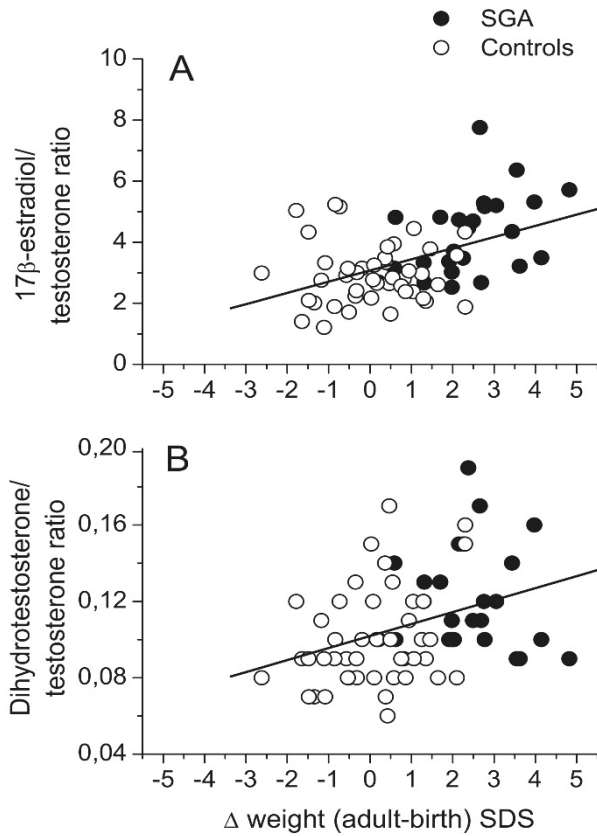 SGA
Controls
A
10
8
6
4
2
0
17β-estradiol/
testosterone ratio
-5 -4 -3 -2 -1 0 1 2 3 4 5
B
0,20
0,16
0,12
0,08
0,04
Dihydrotestosterone/
testosterone ratio
-5 -4 -3 -2 -1 0 1 2 3 4 5
Δ weight (adult-birth) SDS